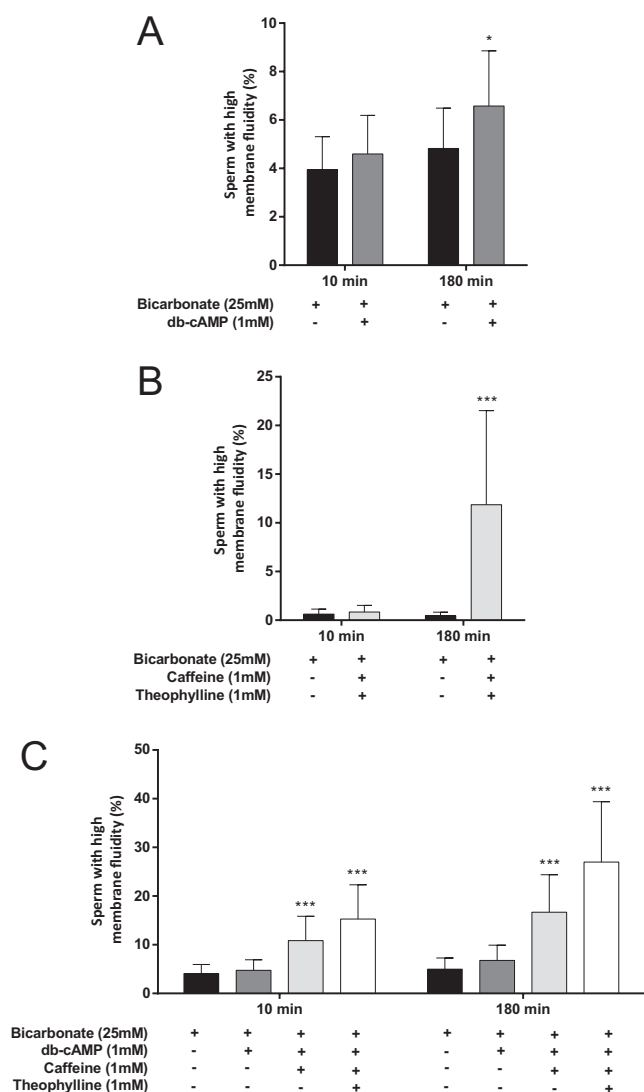 A
Sperm with high
membrane fluidity (%)
10
8
6
4
2
0
*
10 min 180 min
Bicarbonate (25mM) + + + +
db-cAMP (1mM) - + - +
B
Sperm with high
membrane fluidity (%)
25
20
15
10
5
0
***
10 min 180 min
Bicarbonate (25mM) + + + +
Caffeine (1mM) - + - +
Theophylline (1mM) - + - +
C
Sperm with high
membrane fluidity (%)
50
40
30
20
10
0
*** *** *** ***
10 min 180 min
Bicarbonate (25mM) + + + + + + + +
db-cAMP (1mM) - + + + - + + +
Caffeine (1mM) - - + + - - + +
Theophylline (1mM) - - - + - - - +